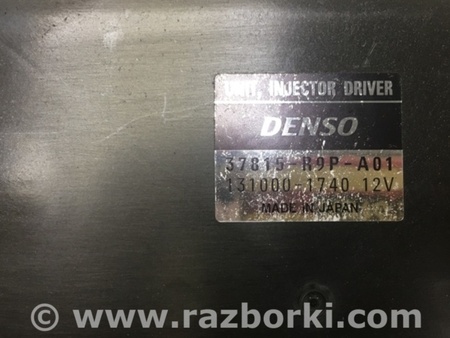 UNIT, INJECTOR DRIVER
DENSO
37815-R9P-A01
131000-1740 12V
MADE IN JAPAN
© www.razborki.com